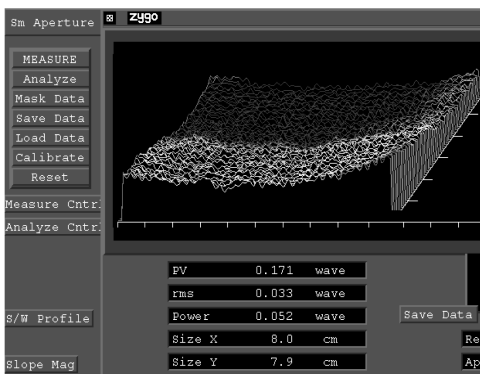 Sm Aperture
zygo
MEASURE
Analyze
Mask Data
Save Data
Load Data
Calibrate
Reset
Measure Cntrl
Analyze Cntrl
PV 0.171 wave
rms 0.033 wave
Power 0.052 wave
Size X 8.0 cm
Size Y 7.9 cm
S/W Profile
Save Data
Re
Slope Mag
Ap